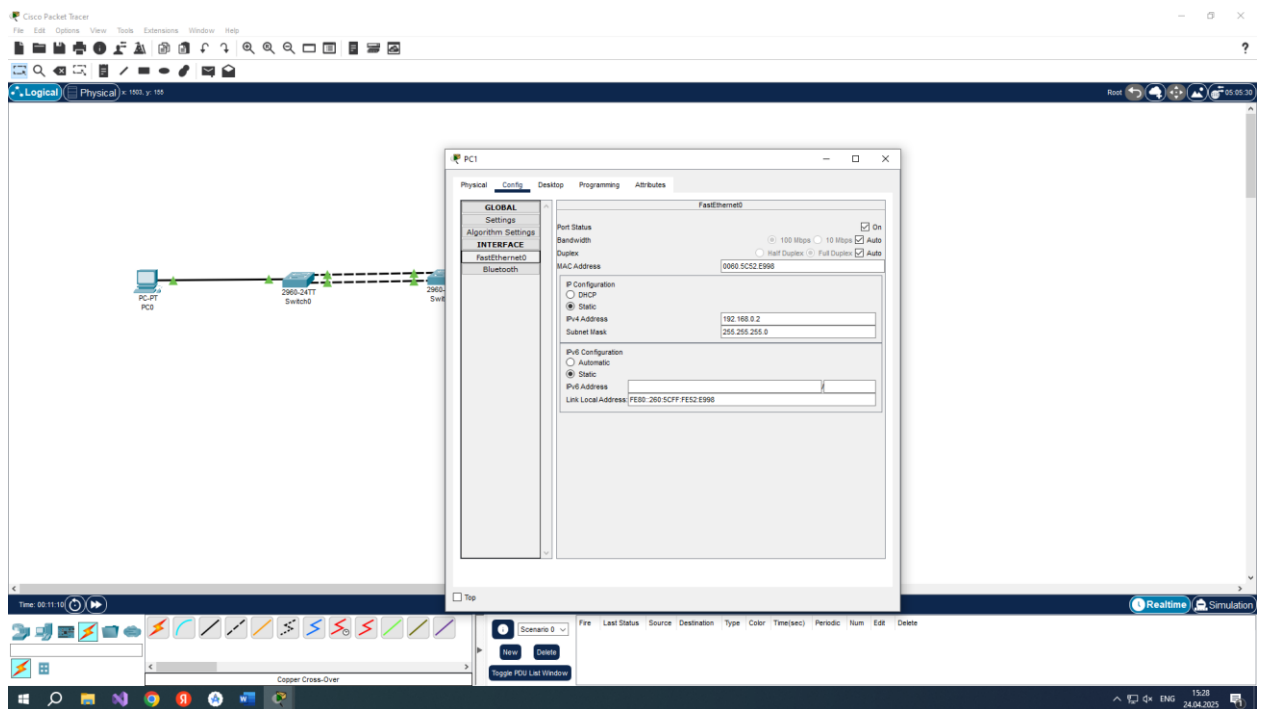 Cisco Packet Tracer
File Edit Options View Tools Extensions Window Help
?
Logical Physical x: 1503, y: 155 Root 05:05:30
PC1
Physical Config Desktop Programming Attributes
GLOBAL
Settings
Algorithm Settings
INTERFACE
FastEthernet0
Bluetooth
FastEthernet0
Port Status On
Bandwidth 100 Mbps 10 Mbps Auto
Duplex Half Duplex Full Duplex Auto
MAC Address 0060.5C52.E998
IP Configuration
DHCP
Static
IPv4 Address 192.168.0.2
Subnet Mask 255.255.255.0
IPv6 Configuration
Automatic
Static
IPv6 Address /
Link Local Address: FE80::260:5CFF:FE52:E998
Top
PC-PT
PC0
2960-24TT
Switch0
2960-
Swit
Time: 00:11:10 Realtime Simulation
Scenario 0
New Delete
Toggle PDU List Window
Fire Last Status Source Destination Type Color Time(sec) Periodic Num Edit Delete
Copper Cross-Over
ENG 15:28
24.04.2025